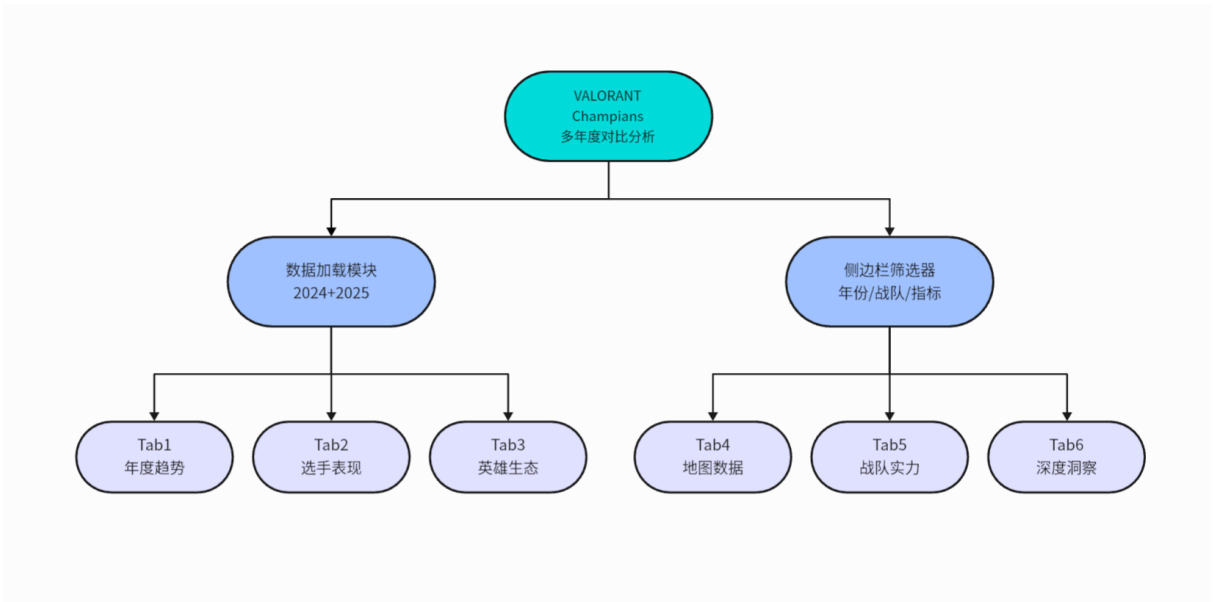 VALORANT
Champians
多年度对比分析
数据加载模块
2024+2025
侧边栏筛选器
年份/战队/指标
Tab1
年度趋势
Tab2
选手表现
Tab3
英雄生态
Tab4
地图数据
Tab5
战队实力
Tab6
深度洞察